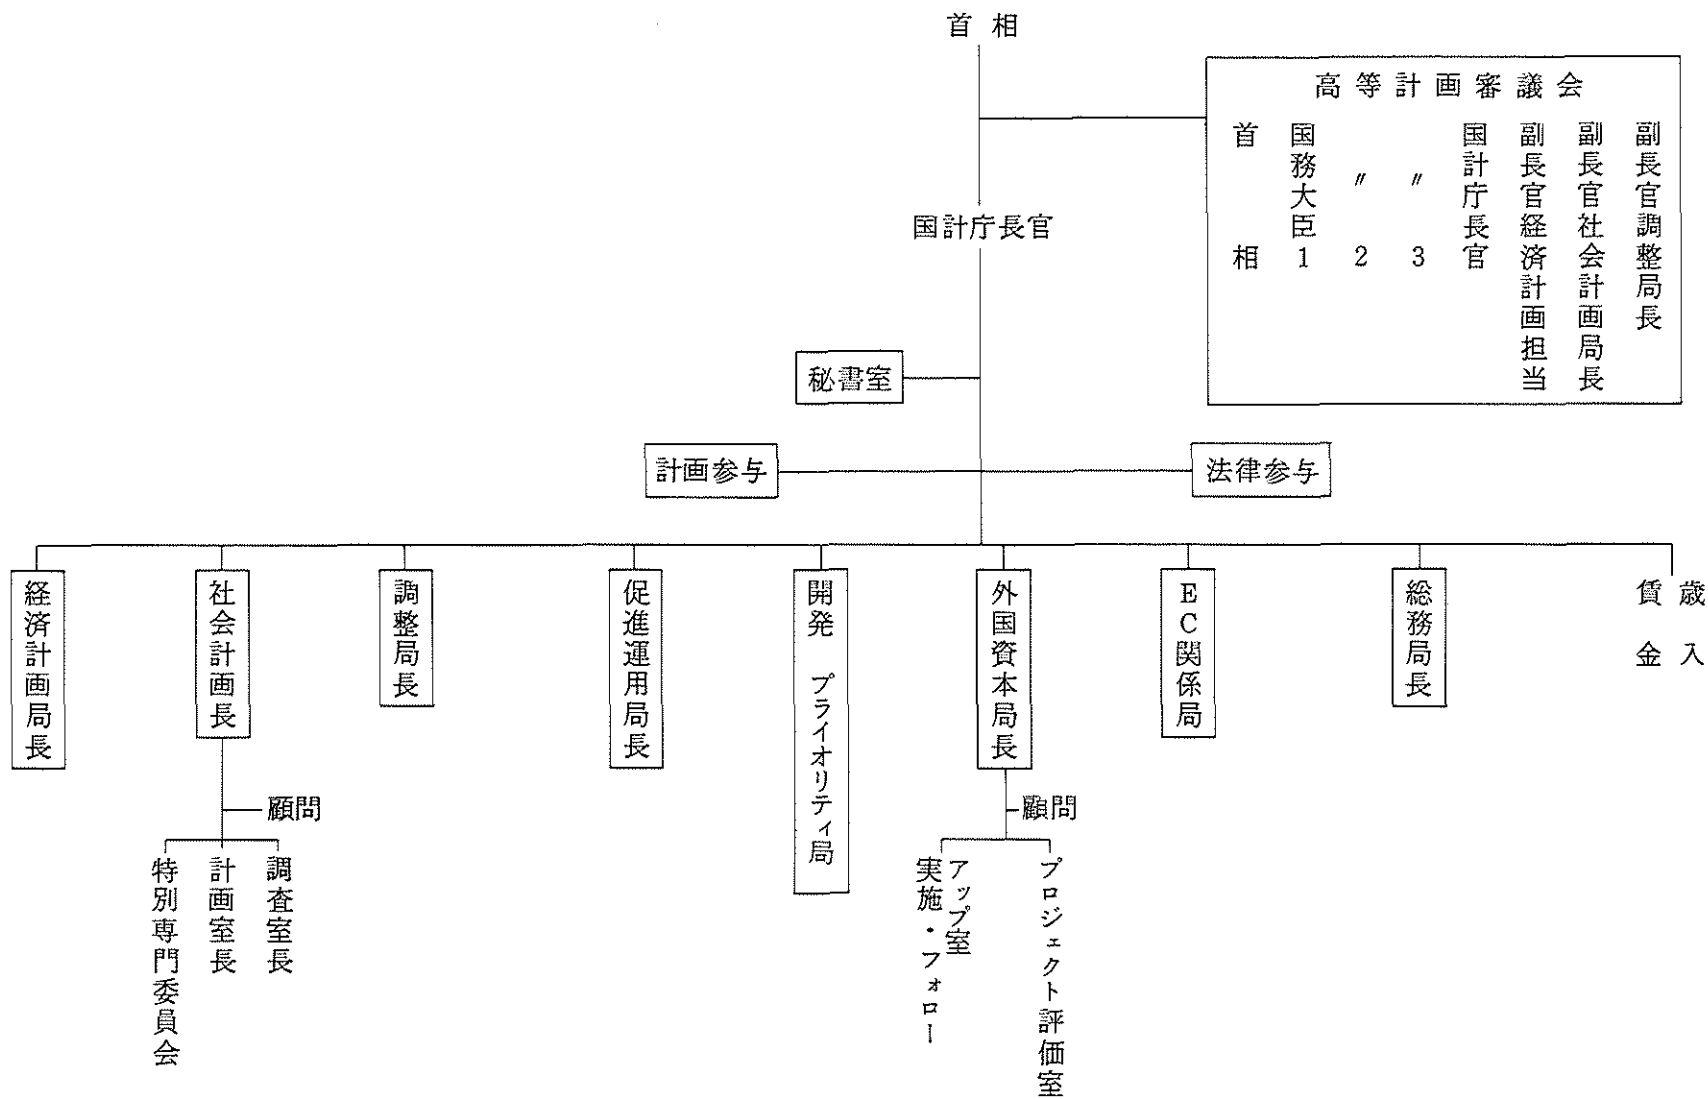 首相
高等計画審議会
首相
国務大臣1
〃2
〃3
国計庁長官
副長官経済計画担当
副長官社会計画局長
副長官調整局長
国計庁長官
秘書室
計画参与
法律参与
経済計画局長
社会計画長
調整局長
促進運用局長
開発 プライオリティ局
外国資本局長
EC関係局
総務局長
歳入
賃金
顧問
特別専門委員会
計画室長
調査室長
顧問
実施・フォロー
アップ室
プロジェクト評価室